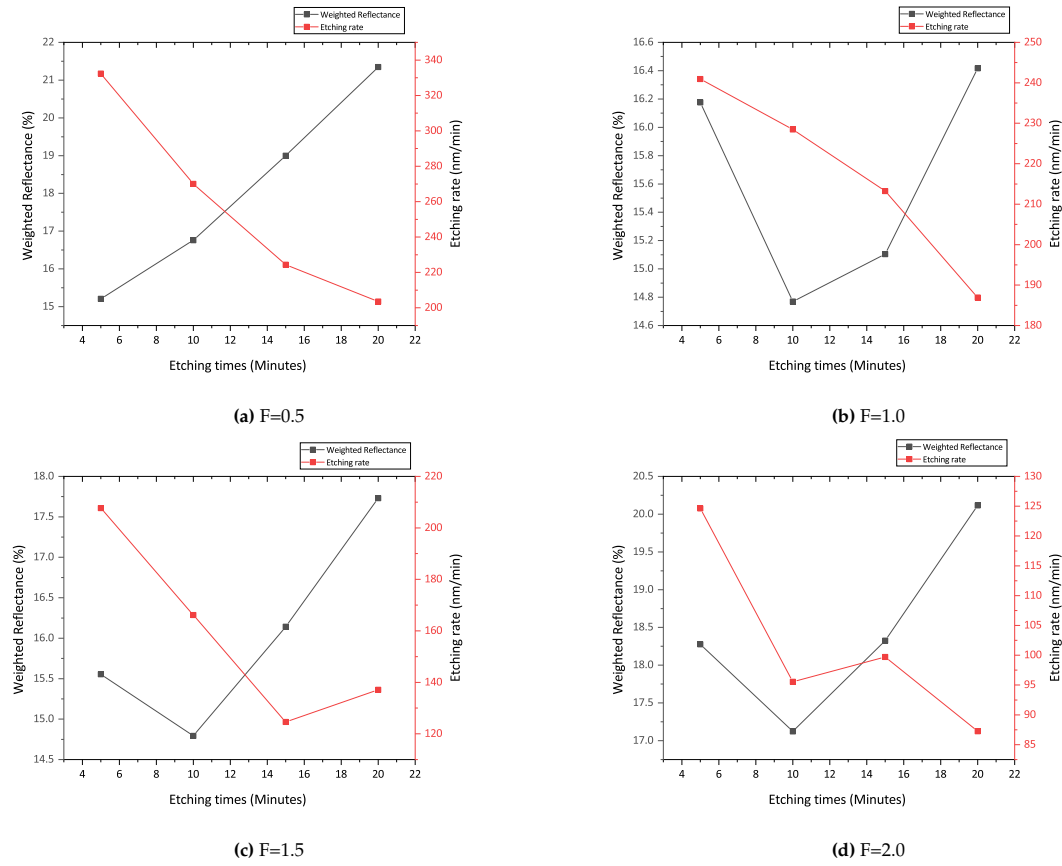 Weighted Reflectance
Etching rate
Weighted Reflectance (%)
22
21
20
19
18
17
16
15
340
320
300
280
260
240
220
200
Etching rate (nm/min)
4 6 8 10 12 14 16 18 20 22
Etching times (Minutes)
(a) F=0.5
Weighted Reflectance
Etching rate
Weighted Reflectance (%)
16.6
16.4
16.2
16.0
15.8
15.6
15.4
15.2
15.0
14.8
14.6
250
240
230
220
210
200
190
180
Etching rate (nm/min)
4 6 8 10 12 14 16 18 20 22
Etching times (Minutes)
(b) F=1.0
Weighted Reflectance
Etching rate
Weighted Reflectance (%)
18.0
17.5
17.0
16.5
16.0
15.5
15.0
14.5
220
200
180
160
140
120
Etching rate (nm/min)
4 6 8 10 12 14 16 18 20 22
Etching times (Minutes)
(c) F=1.5
Weighted Reflectance
Etching rate
Weighted Reflectance (%)
20.5
20.0
19.5
19.0
18.5
18.0
17.5
17.0
130
125
120
115
110
105
100
95
90
85
Etching rate (nm/min)
4 6 8 10 12 14 16 18 20 22
Etching times (Minutes)
(d) F=2.0